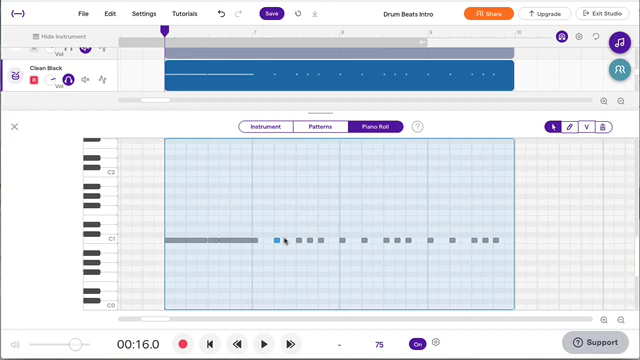 (—) File Edit Settings Tutorials Save Drum Beats Intro Share Upgrade Exit Studio
Hide Instrument 7 8 9 10
Vol
Clean Black
R
Vol
Instrument Patterns Piano Roll ?
V
C2
C1
C0
00:16.0 - 75 On ? Support